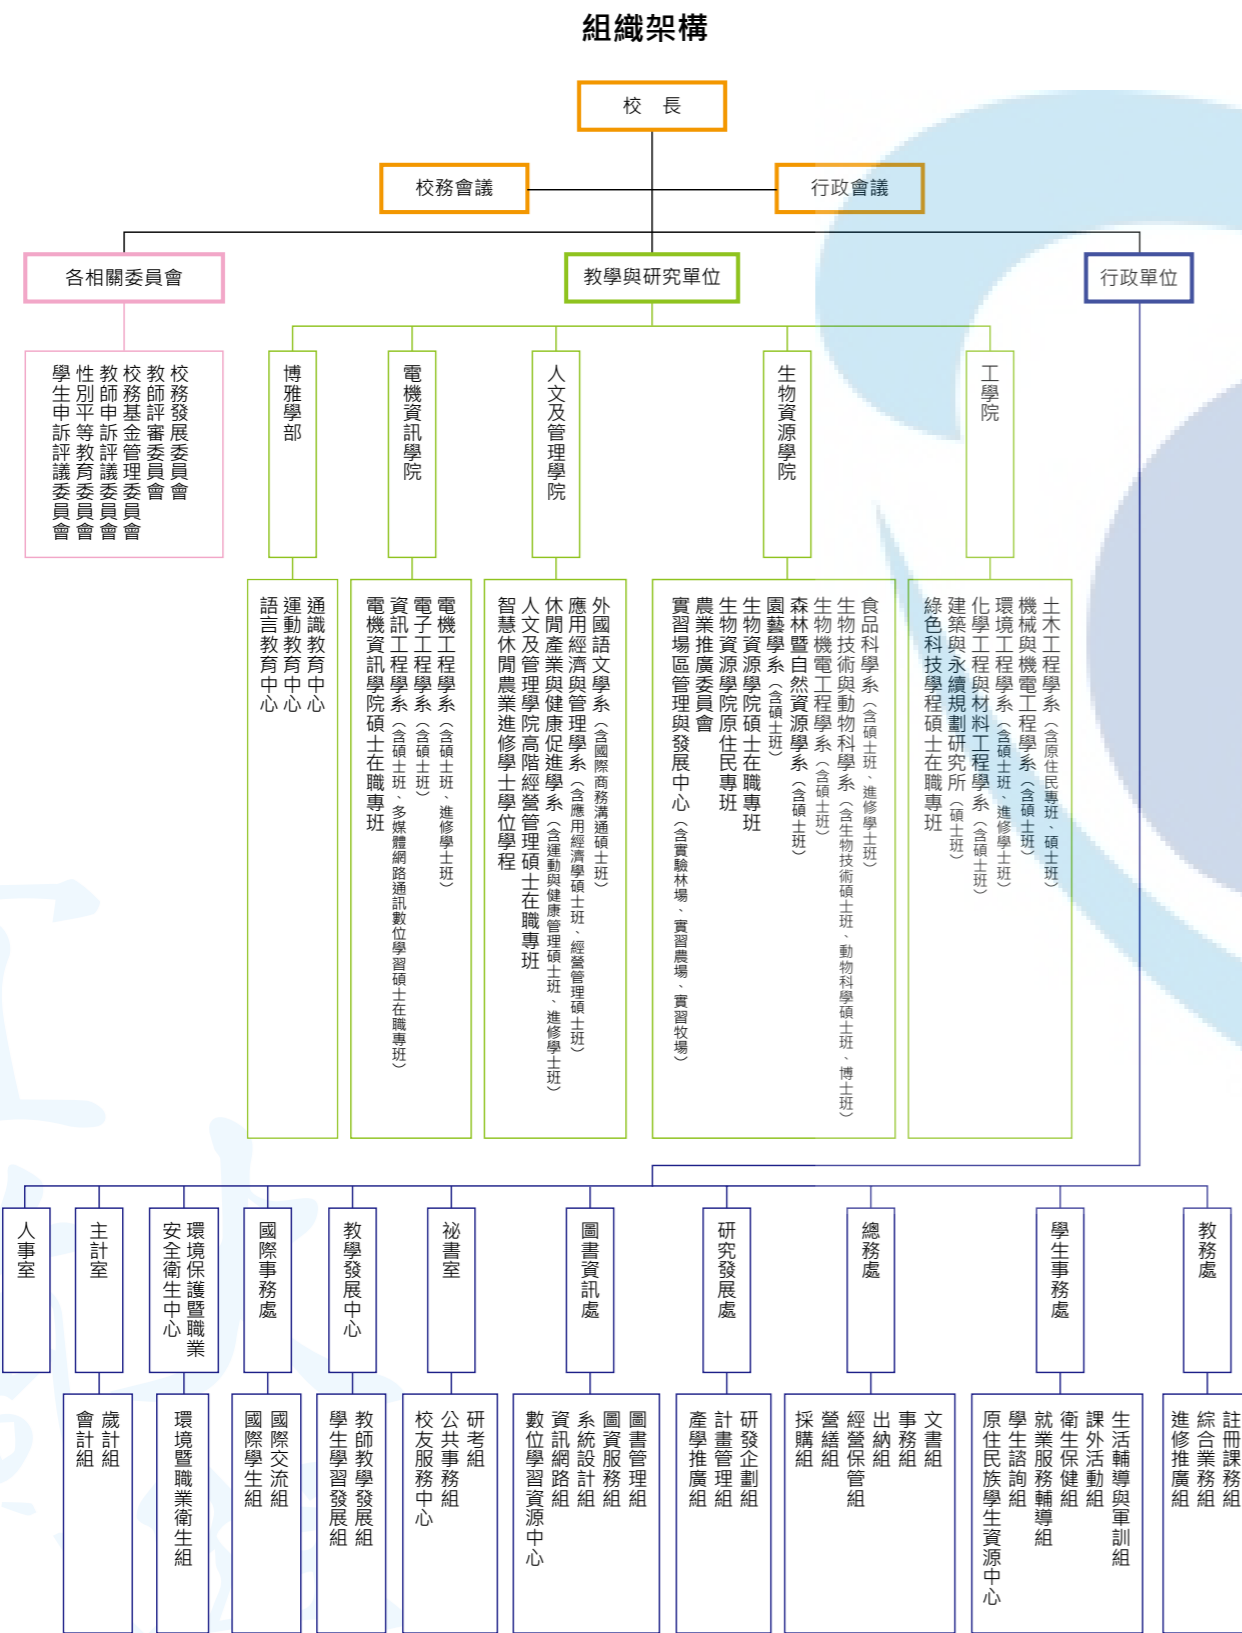 組織架構
校長
校務會議
行政會議
各相關委員會
教學與研究單位
行政單位
校務發展委員會
教師評審委員會
校務基金管理委員會
教師申訴評議委員會
性別平等教育委員會
學生申訴評議委員會
工學院
生物資源學院
人文及管理學院
電機資訊學院
博雅學部
土木工程學系（含原住民專班、碩士班）
機械與機電工程學系（含碩士班）
環境工程學系（含碩士班、進修學士班）
化學工程與材料工程學系（含碩士班）
建築與永續規劃研究所（碩士班）
綠色科技學程碩士在職專班
食品科學系（含碩士班、進修學士班）
生物技術與動物科學系（含生物技術碩士班、動物科學碩士班、博士班）
生物機電工程學系（含碩士班）
森林暨自然資源學系（含碩士班）
園藝學系（含碩士班）
生物資源學院碩士在職專班
生物資源學院原住民專班
農業推廣委員會
實習場區管理與發展中心（含實驗林場、實習農場、實習牧場）
外國語文學系（含國際商務溝通碩士班）
應用經濟與管理學系（含應用經濟學碩士班、經營管理碩士班）
休閒產業與健康促進學系（含運動與健康管理碩士班、進修學士班）
人文及管理學院高階經營管理碩士在職專班
智慧休閒農業進修學士學位學程
電機工程學系（含碩士班、進修學士班）
電子工程學系（含碩士班）
資訊工程學系（含碩士班、多媒體網路通訊數位學習碩士在職專班）
電機資訊學院碩士在職專班
通識教育中心
運動教育中心
語言教育中心
教務處
學生事務處
總務處
研究發展處
圖書資訊處
祕書室
教學發展中心
國際事務處
環境保護暨職業
安全衛生中心
主計室
人事室
註冊課務組
綜合業務組
進修推廣組
生活輔導與軍訓組
課外活動組
衛生保健組
就業服務輔導組
學生諮詢組
原住民族學生資源中心
文書組
事務組
出納組
經營保管組
營繕組
採購組
研發企劃組
計畫管理組
產學推廣組
圖書管理組
圖資服務組
系統設計組
資訊網路組
數位學習資源中心
研考組
公共事務組
校友服務中心
教師教學發展組
學生學習發展組
國際交流組
國際學生組
環境暨職業衛生組
歲計組
會計組